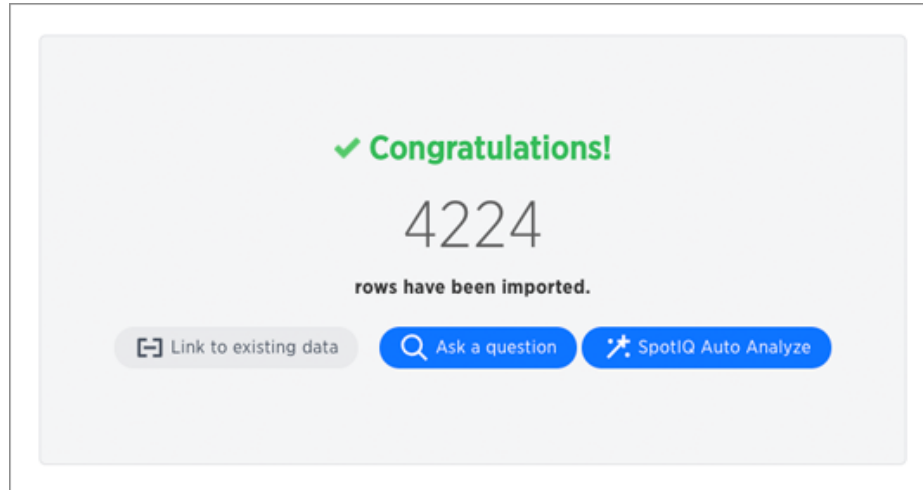 Congratulations!
4224
rows have been imported.
Link to existing data
Ask a question
SpotIQ Auto Analyze